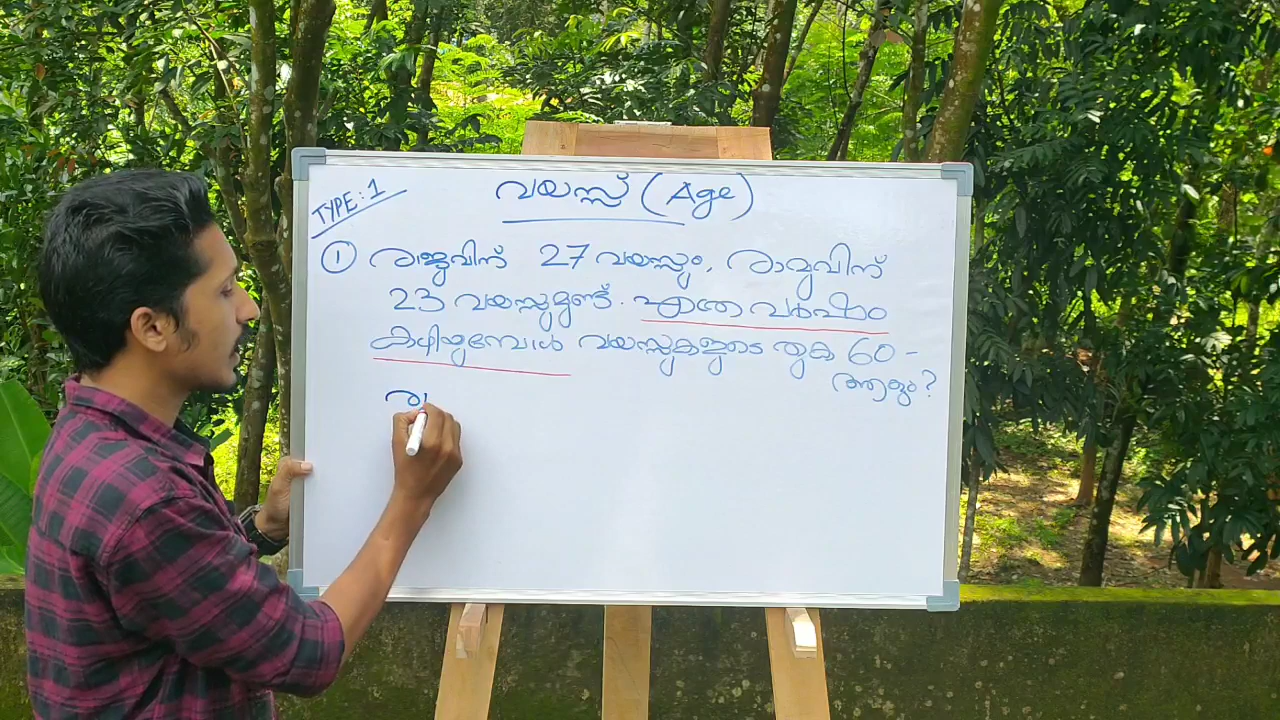 TYPE : 1
വയസ്സ് (Age)
① രാജുവിന് 27 വയസ്സും, രാമുവിന്
23 വയസ്സുമുണ്ട്. എത്ര വർഷം
കഴിയുമ്പോൾ വയസ്സുകളുടെ തുക 60 -
ആകും?
രാ